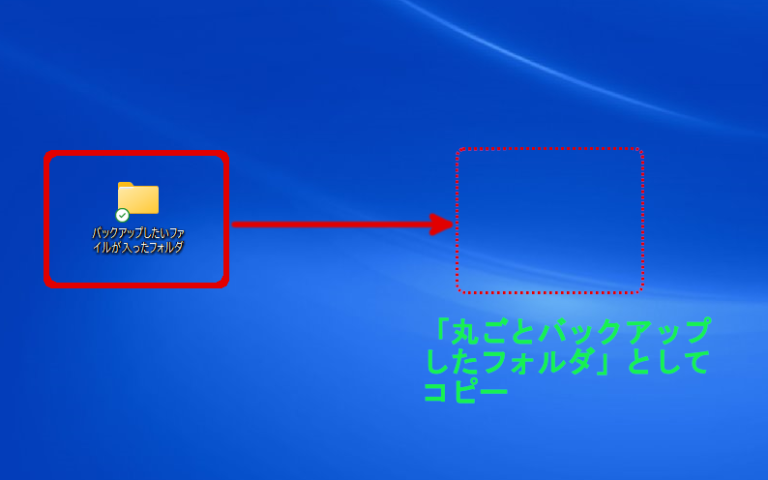 バックアップしたいファ
イルが入ったフォルダ
「丸ごとバックアップ
したフォルダ」として
コピー